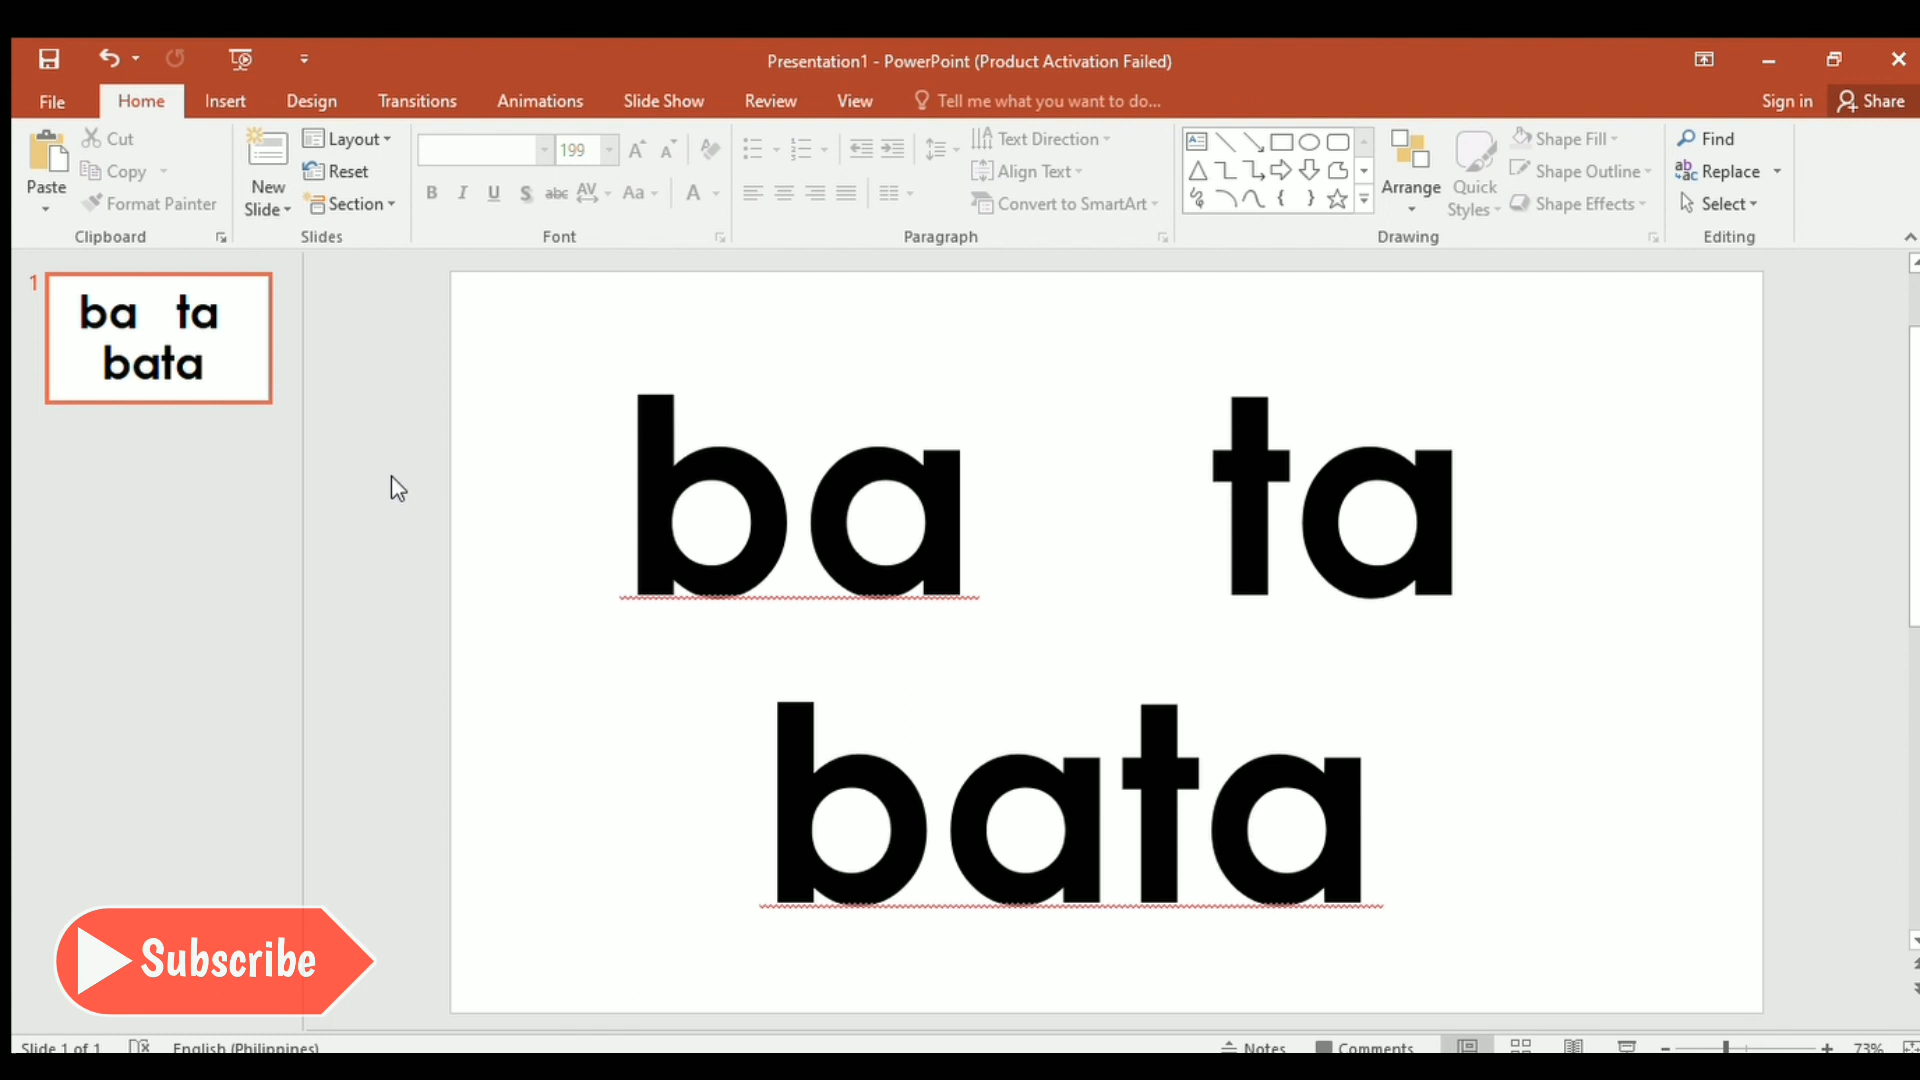 Presentation1 - PowerPoint (Product Activation Failed)
File Home Insert Design Transitions Animations Slide Show Review View Tell me what you want to do... Sign in Share
Paste Cut Copy Format Painter Clipboard
New Slide Layout Reset Section Slides
199 B I U S abc AV Aa A Font
Text Direction Align Text Convert to SmartArt Paragraph
Arrange Quick Styles Shape Fill Shape Outline Shape Effects Drawing
Find Replace Select Editing
1
ba ta
bata
ba ta
bata
Subscribe
Slide 1 of 1 English (Philippines) Notes Comments 73%